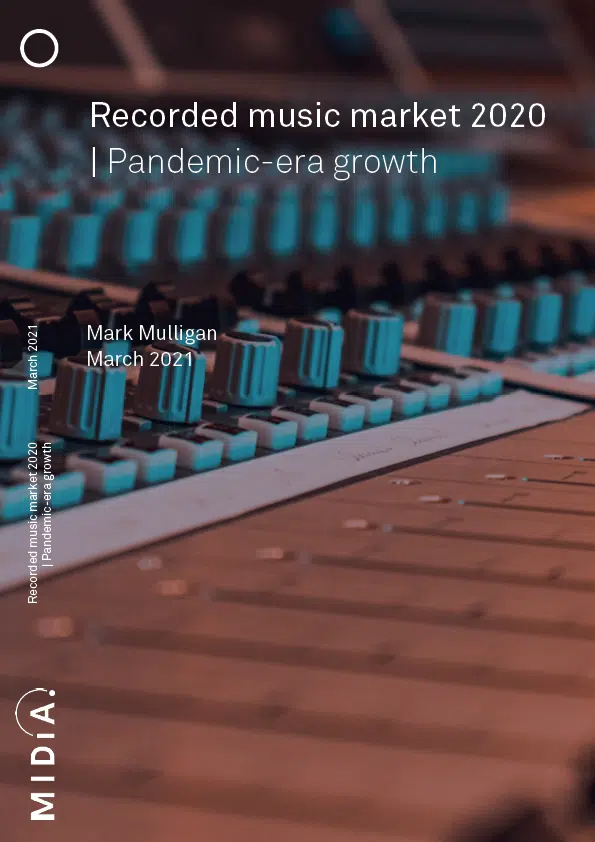 Recorded music market 2020
| Pandemic-era growth
Mark Mulligan
March 2021
March 2021
Recorded music market 2020
| Pandemic-era growth
MIDiA.